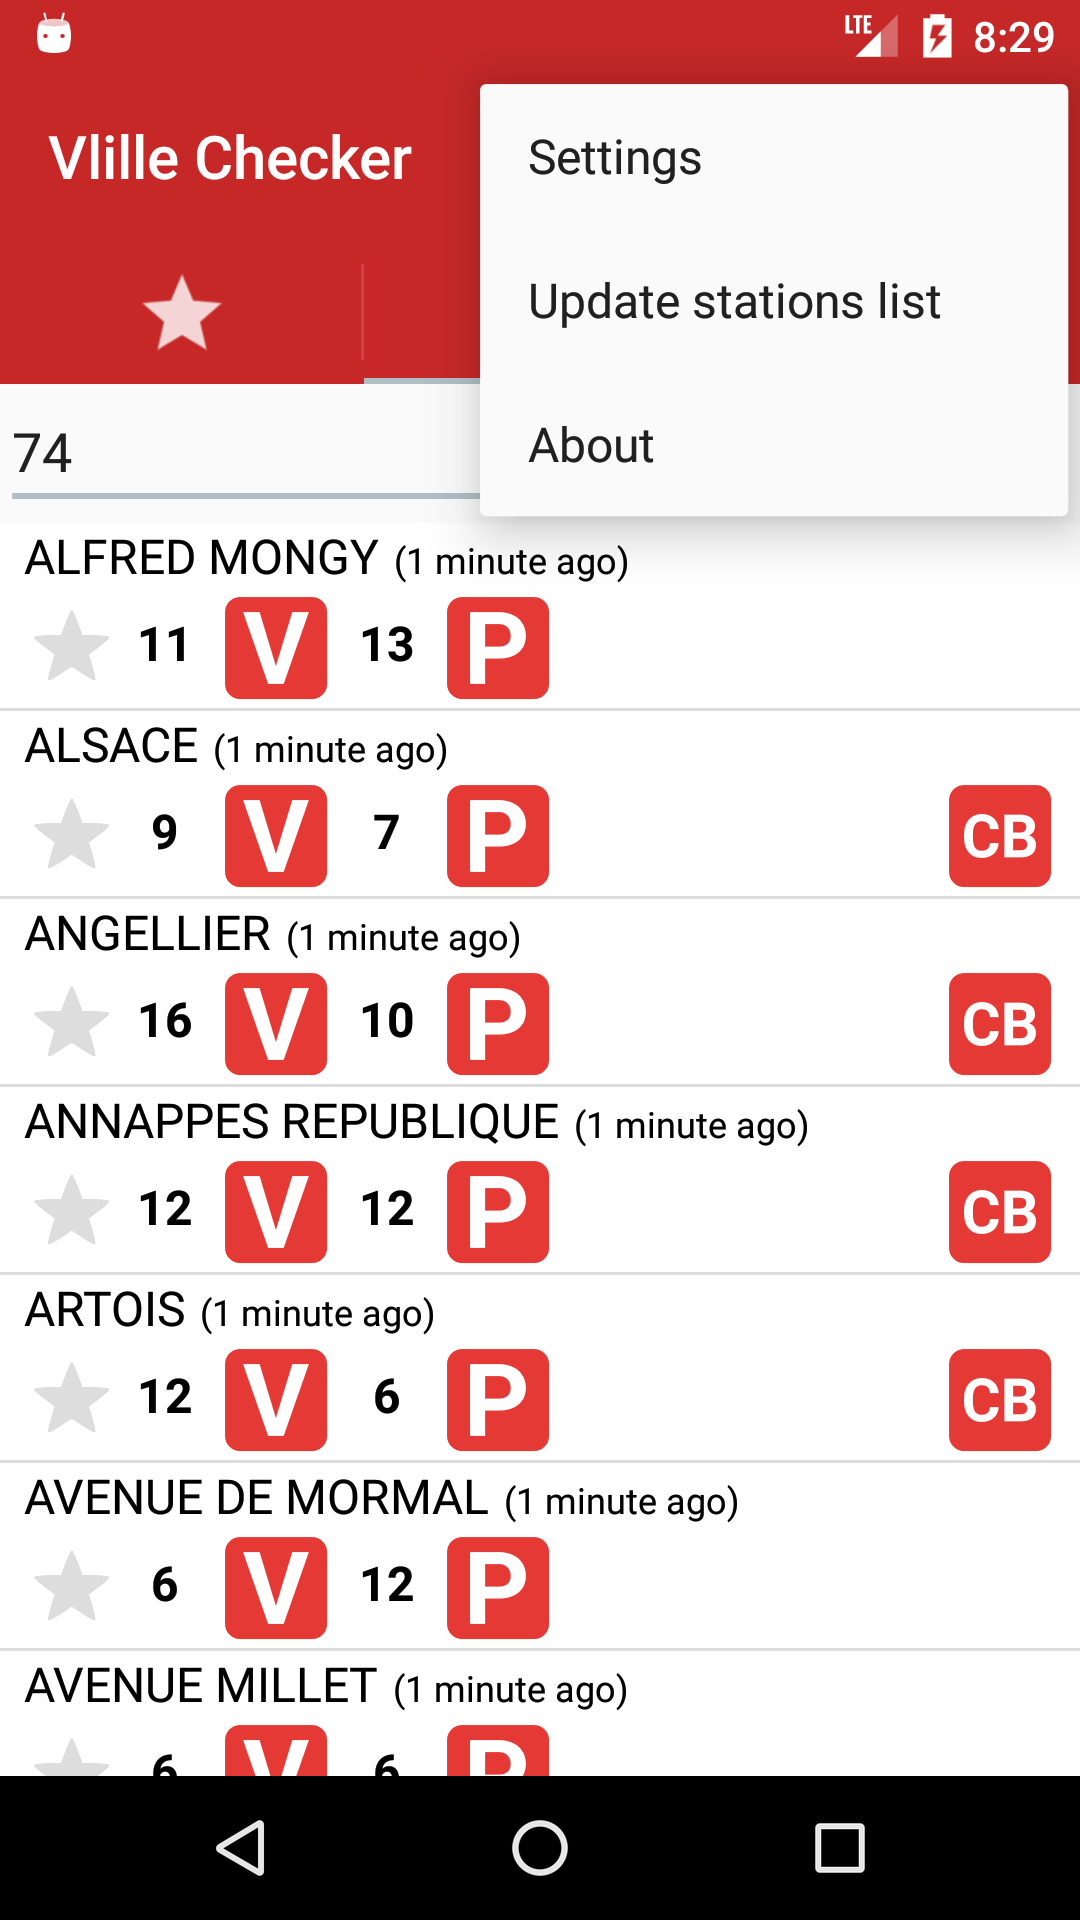 LTE 8:29
Vlille Checker
Settings
Update stations list
About
74
ALFRED MONGY (1 minute ago)
11 V 13 P
ALSACE (1 minute ago)
9 V 7 P CB
ANGELLIER (1 minute ago)
16 V 10 P CB
ANNAPPES REPUBLIQUE (1 minute ago)
12 V 12 P CB
ARTOIS (1 minute ago)
12 V 6 P CB
AVENUE DE MORMAL (1 minute ago)
6 V 12 P
AVENUE MILLET (1 minute ago)
6 V 6 P